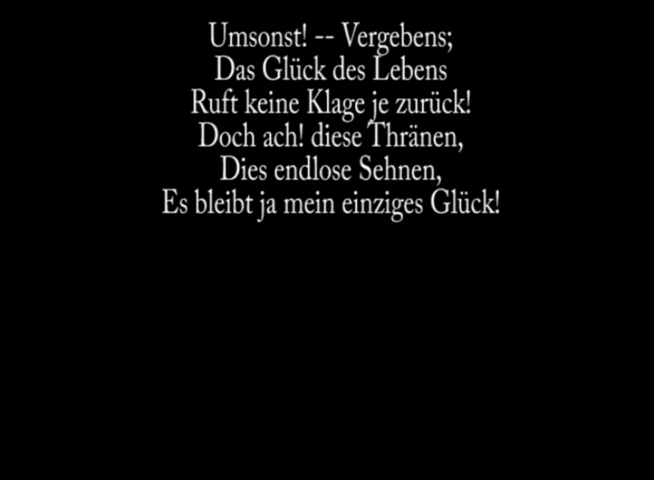 Umsonst! -- Vergebens;
Das Glück des Lebens
Ruft keine Klage je zurück!
Doch ach! diese Thränen,
Dies endlose Sehnen,
Es bleibt ja mein einziges Glück!